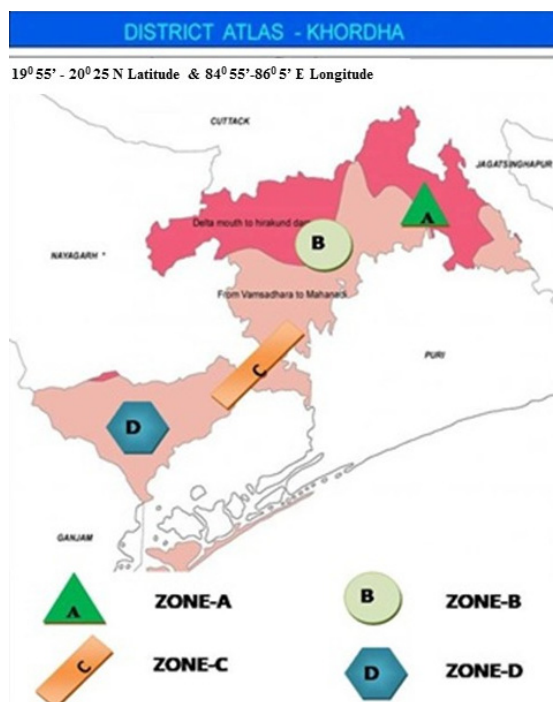 DISTRICT ATLAS - KHORDHA
19⁰ 55’ - 20⁰ 25 N Latitude & 84⁰ 55’-86⁰ 5’ E Longitude
CUTTACK
JAGATSINGHAPUR
A
Delta mouth to hirakund dam
B
NAYAGARH *
From Vamsadhara to Mahanadi
PURI
C
D
GANJAM
A ZONE-A
B ZONE-B
C ZONE-C
D ZONE-D